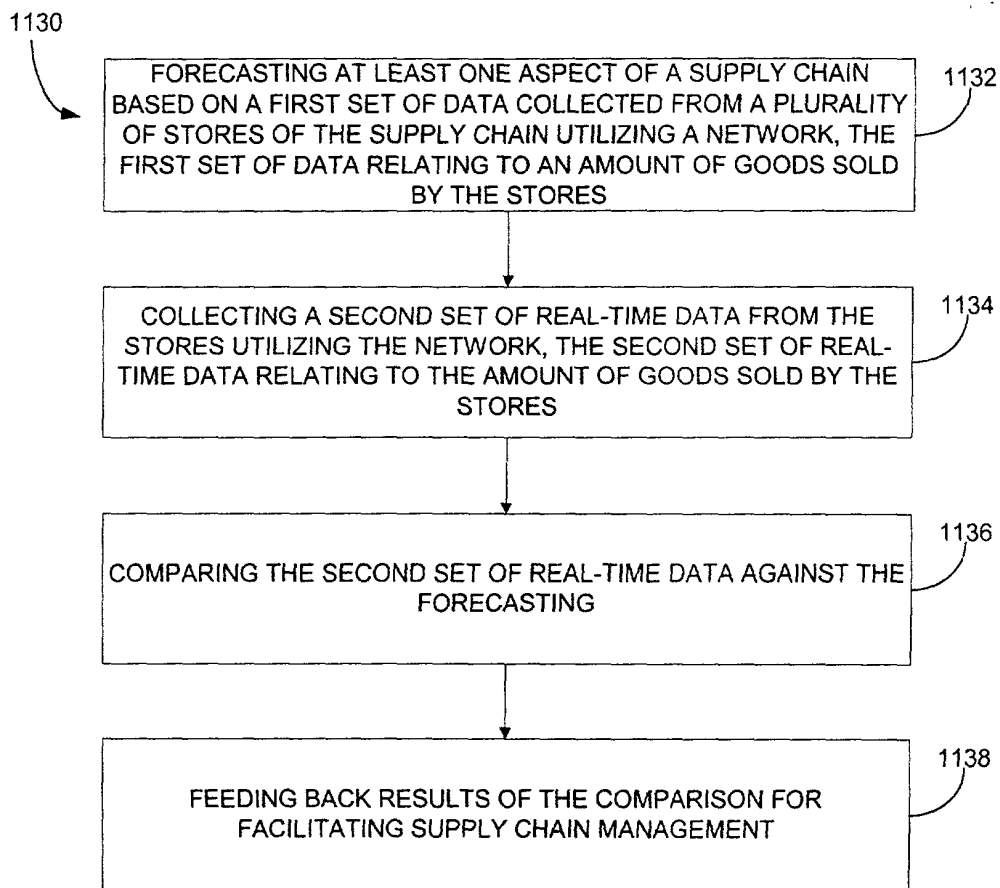 1130
FORECASTING AT LEAST ONE ASPECT OF A SUPPLY CHAIN
BASED ON A FIRST SET OF DATA COLLECTED FROM A PLURALITY
OF STORES OF THE SUPPLY CHAIN UTILIZING A NETWORK, THE
FIRST SET OF DATA RELATING TO AN AMOUNT OF GOODS SOLD
BY THE STORES
1132
COLLECTING A SECOND SET OF REAL-TIME DATA FROM THE
STORES UTILIZING THE NETWORK, THE SECOND SET OF REAL-
TIME DATA RELATING TO THE AMOUNT OF GOODS SOLD BY THE
STORES
1134
COMPARING THE SECOND SET OF REAL-TIME DATA AGAINST THE
FORECASTING
1136
FEEDING BACK RESULTS OF THE COMPARISON FOR
FACILITATING SUPPLY CHAIN MANAGEMENT
1138